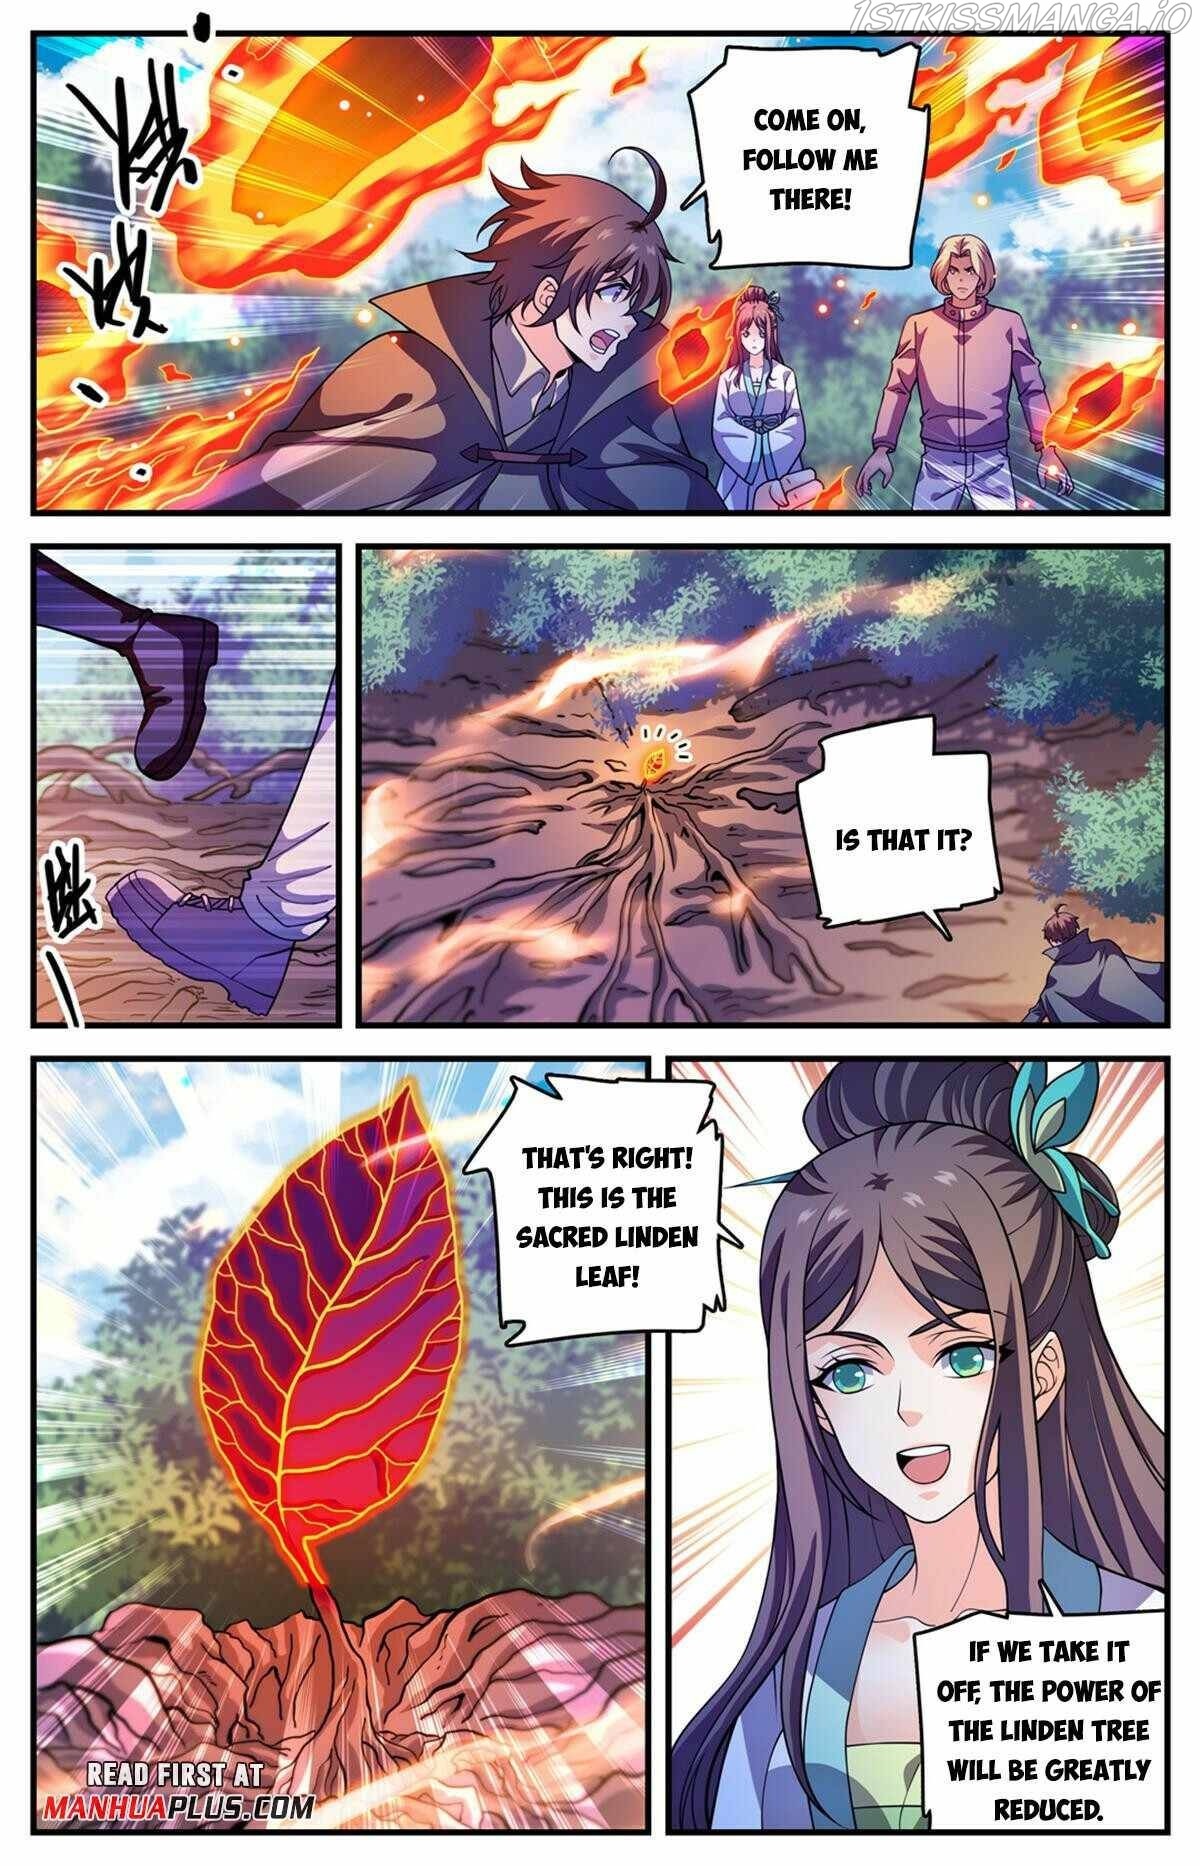 1STKISSMANGA.iO
COME ON,
FOLLOW ME
THERE!
IS THAT IT?
THAT'S RIGHT!
THIS IS THE
SACRED LINDEN
LEAF!
IF WE TAKE IT
OFF, THE POWER OF
THE LINDEN TREE
WILL BE GREATLY
REDUCED.
READ FIRST AT
MANHUAPLUS.COM